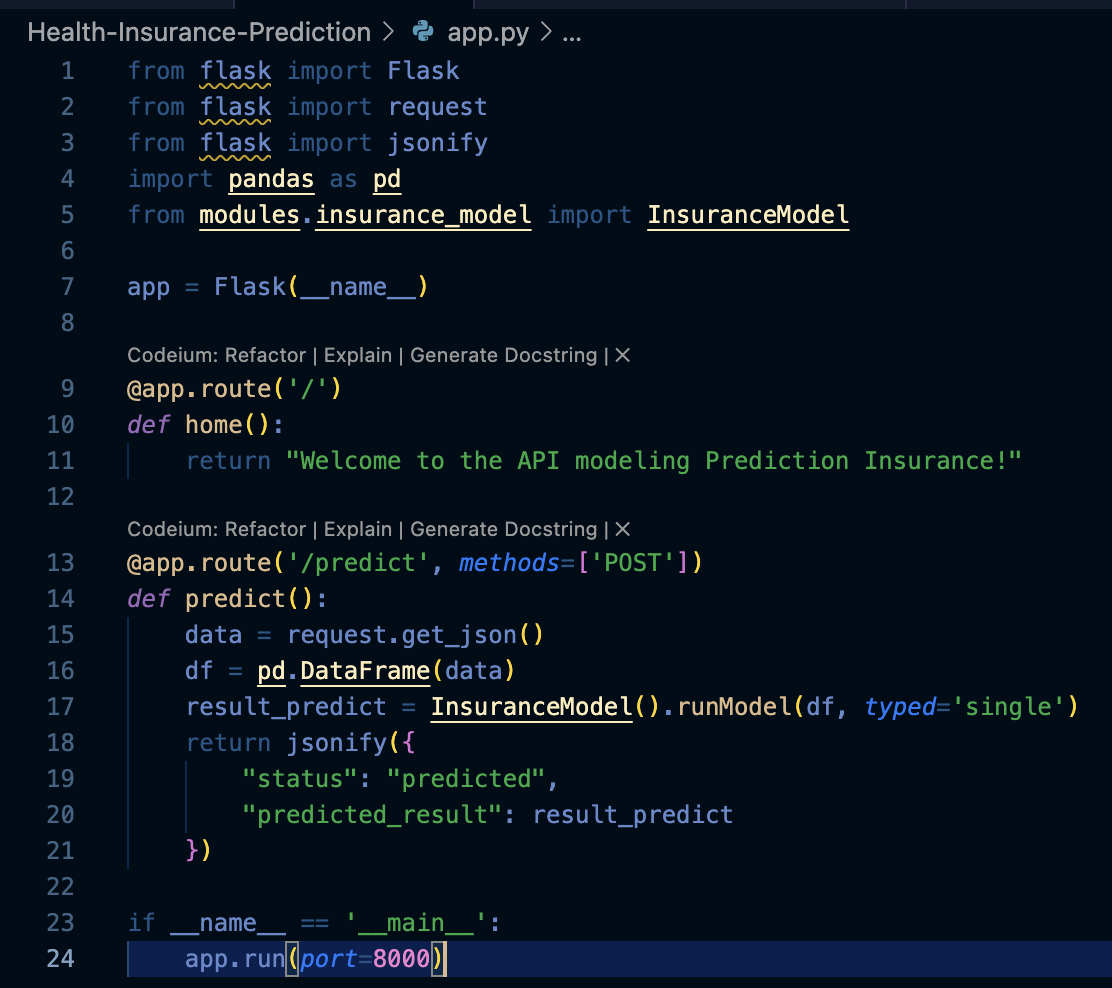 Health-Insurance-Prediction > app.py > ...
1 from flask import Flask
2 from flask import request
3 from flask import jsonify
4 import pandas as pd
5 from modules.insurance_model import InsuranceModel
6
7 app = Flask(__name__)
8
Codeium: Refactor | Explain | Generate Docstring | ×
9 @app.route('/')
10 def home():
11     return "Welcome to the API modeling Prediction Insurance!"
12
Codeium: Refactor | Explain | Generate Docstring | ×
13 @app.route('/predict', methods=['POST'])
14 def predict():
15     data = request.get_json()
16     df = pd.DataFrame(data)
17     result_predict = InsuranceModel().runModel(df, typed='single')
18     return jsonify({
19         "status": "predicted",
20         "predicted_result": result_predict
21     })
22
23 if __name__ == '__main__':
24     app.run(port=8000)